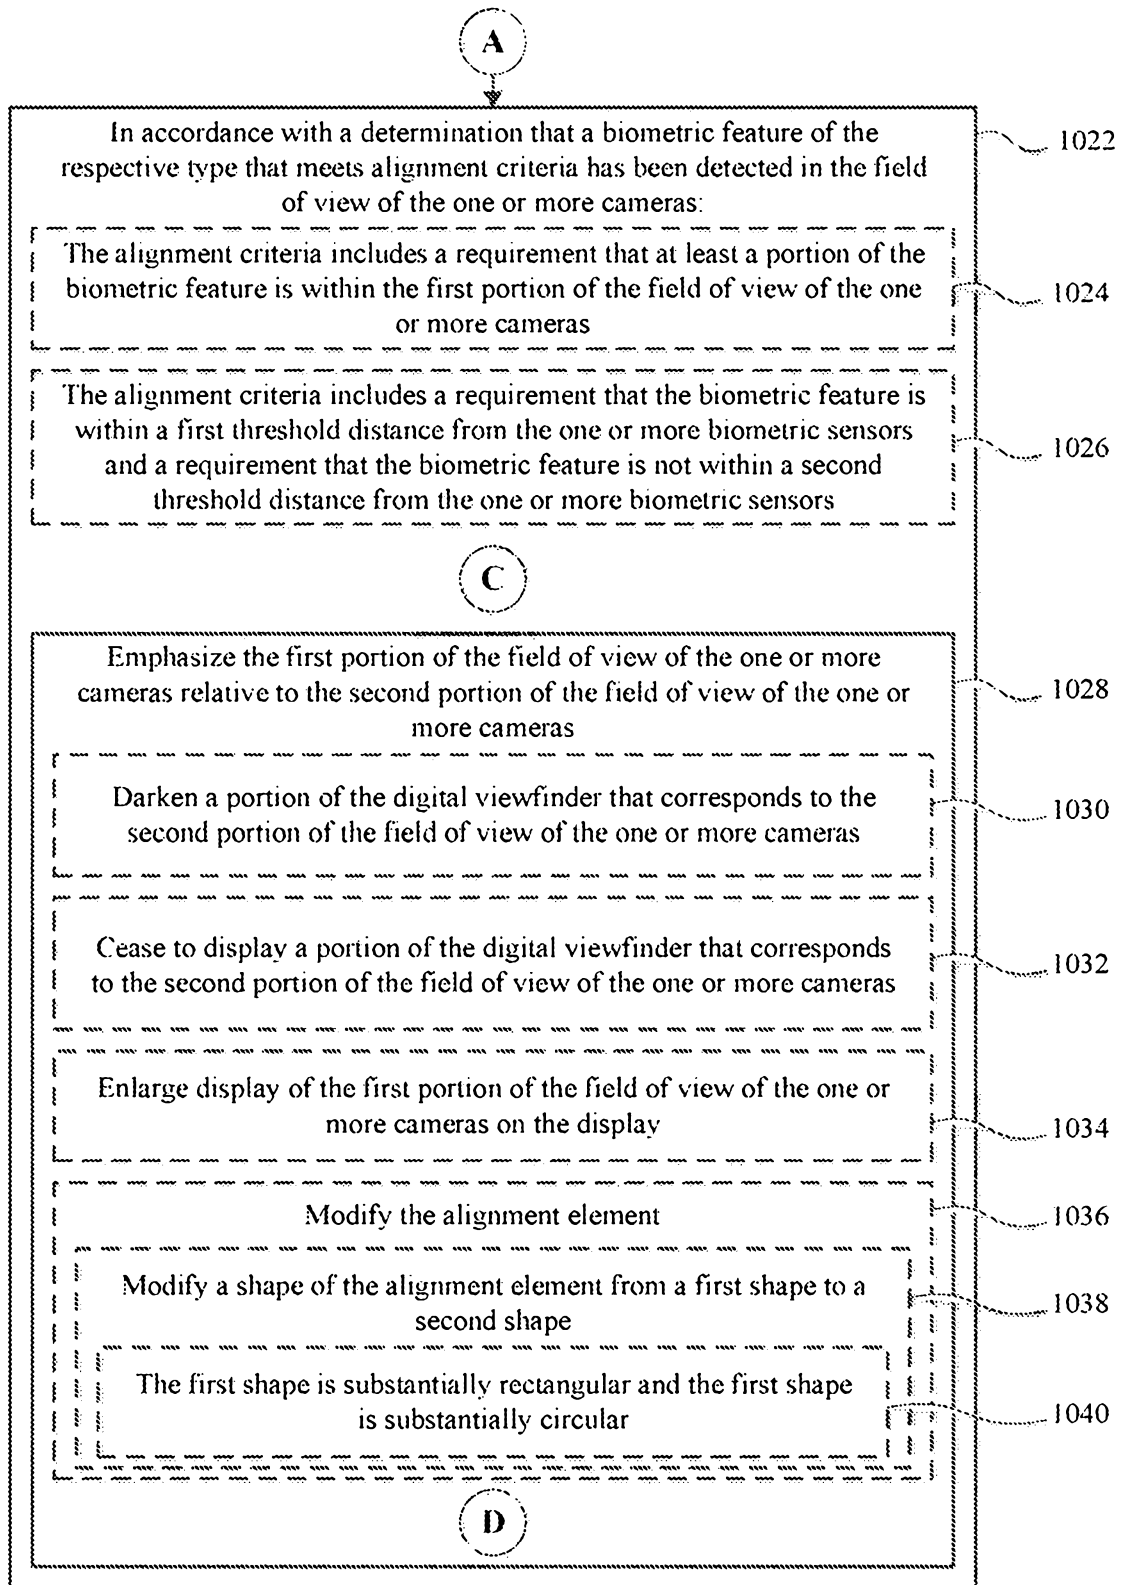 A
In accordance with a determination that a biometric feature of the
respective type that meets alignment criteria has been detected in the field
of view of the one or more cameras:
1022
The alignment criteria includes a requirement that at least a portion of the
biometric feature is within the first portion of the field of view of the one
or more cameras
1024
The alignment criteria includes a requirement that the biometric feature is
within a first threshold distance from the one or more biometric sensors
and a requirement that the biometric feature is not within a second
threshold distance from the one or more biometric sensors
1026
C
Emphasize the first portion of the field of view of the one or more
cameras relative to the second portion of the field of view of the one or
more cameras
1028
Darken a portion of the digital viewfinder that corresponds to the
second portion of the field of view of the one or more cameras
1030
Cease to display a portion of the digital viewfinder that corresponds
to the second portion of the field of view of the one or more cameras
1032
Enlarge display of the first portion of the field of view of the one or
more cameras on the display
1034
Modify the alignment element
1036
Modify a shape of the alignment element from a first shape to a
second shape
1038
The first shape is substantially rectangular and the first shape
is substantially circular
1040
D